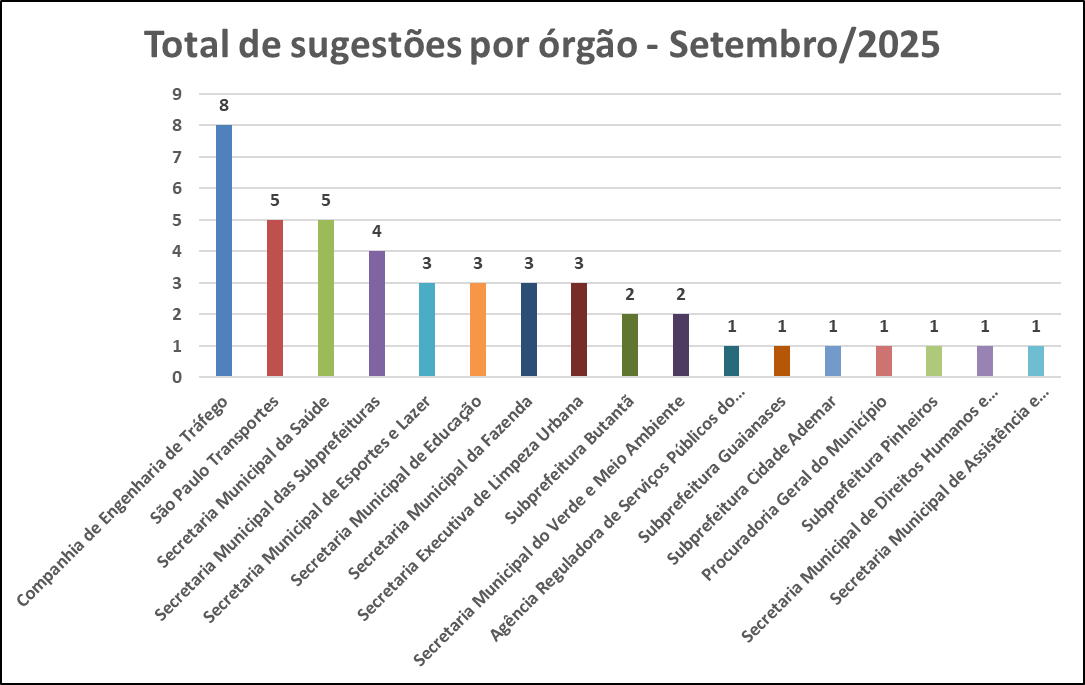 Total de sugestões por órgão - Setembro/2025
9
8
7
6
5
4
3
2
1
0
8
5
5
4
3
3
3
3
2
2
1
1
1
1
1
1
1
Companhia de Engenharia de Tráfego
São Paulo Transportes
Secretaria Municipal da Saúde
Secretaria Municipal das Subprefeituras
Secretaria Municipal de Esportes e Lazer
Secretaria Municipal de Educação
Secretaria Municipal da Fazenda
Secretaria Executiva de Limpeza Urbana
Subprefeitura Butantã
Secretaria Municipal do Verde e Meio Ambiente
Agência Reguladora de Serviços Públicos do...
Subprefeitura Guaianases
Subprefeitura Cidade Ademar
Procuradoria Geral do Município
Subprefeitura Pinheiros
Secretaria Municipal de Direitos Humanos e...
Secretaria Municipal de Assistência e...